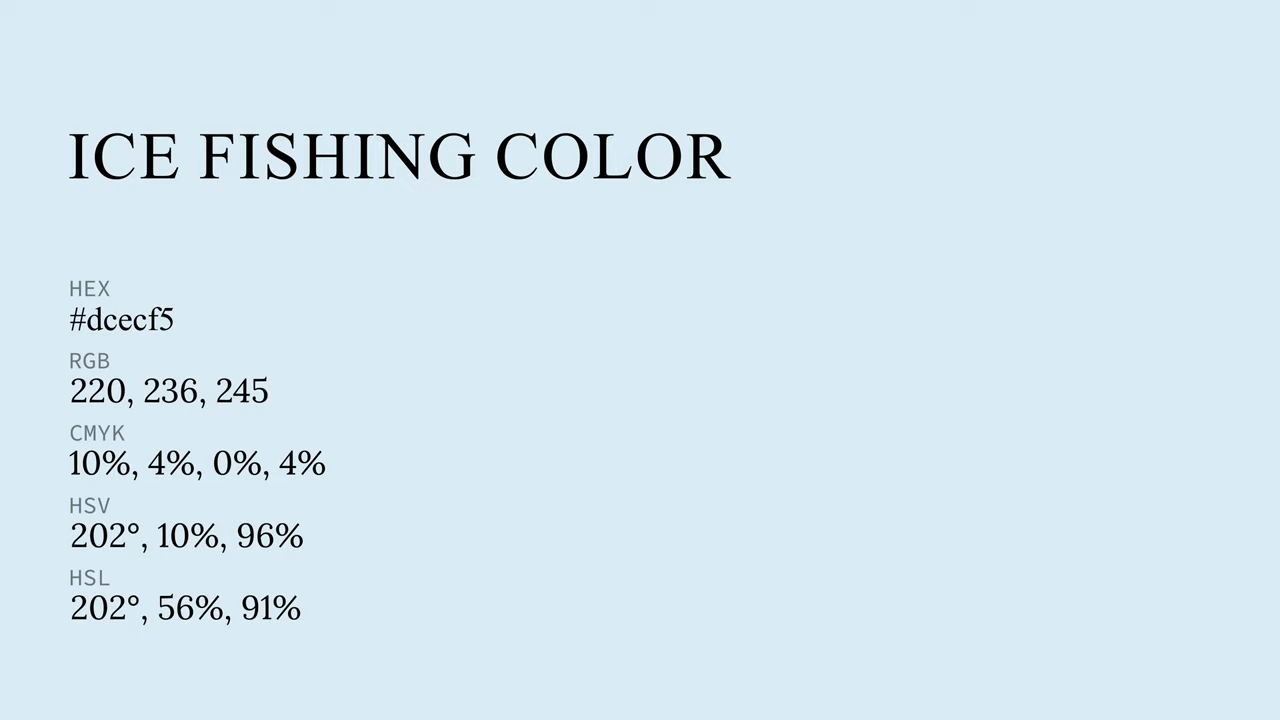 ICE FISHING COLOR
HEX
#dcecf5
RGB
220, 236, 245
CMYK
10%, 4%, 0%, 4%
HSV
202°, 10%, 96%
HSL
202°, 56%, 91%